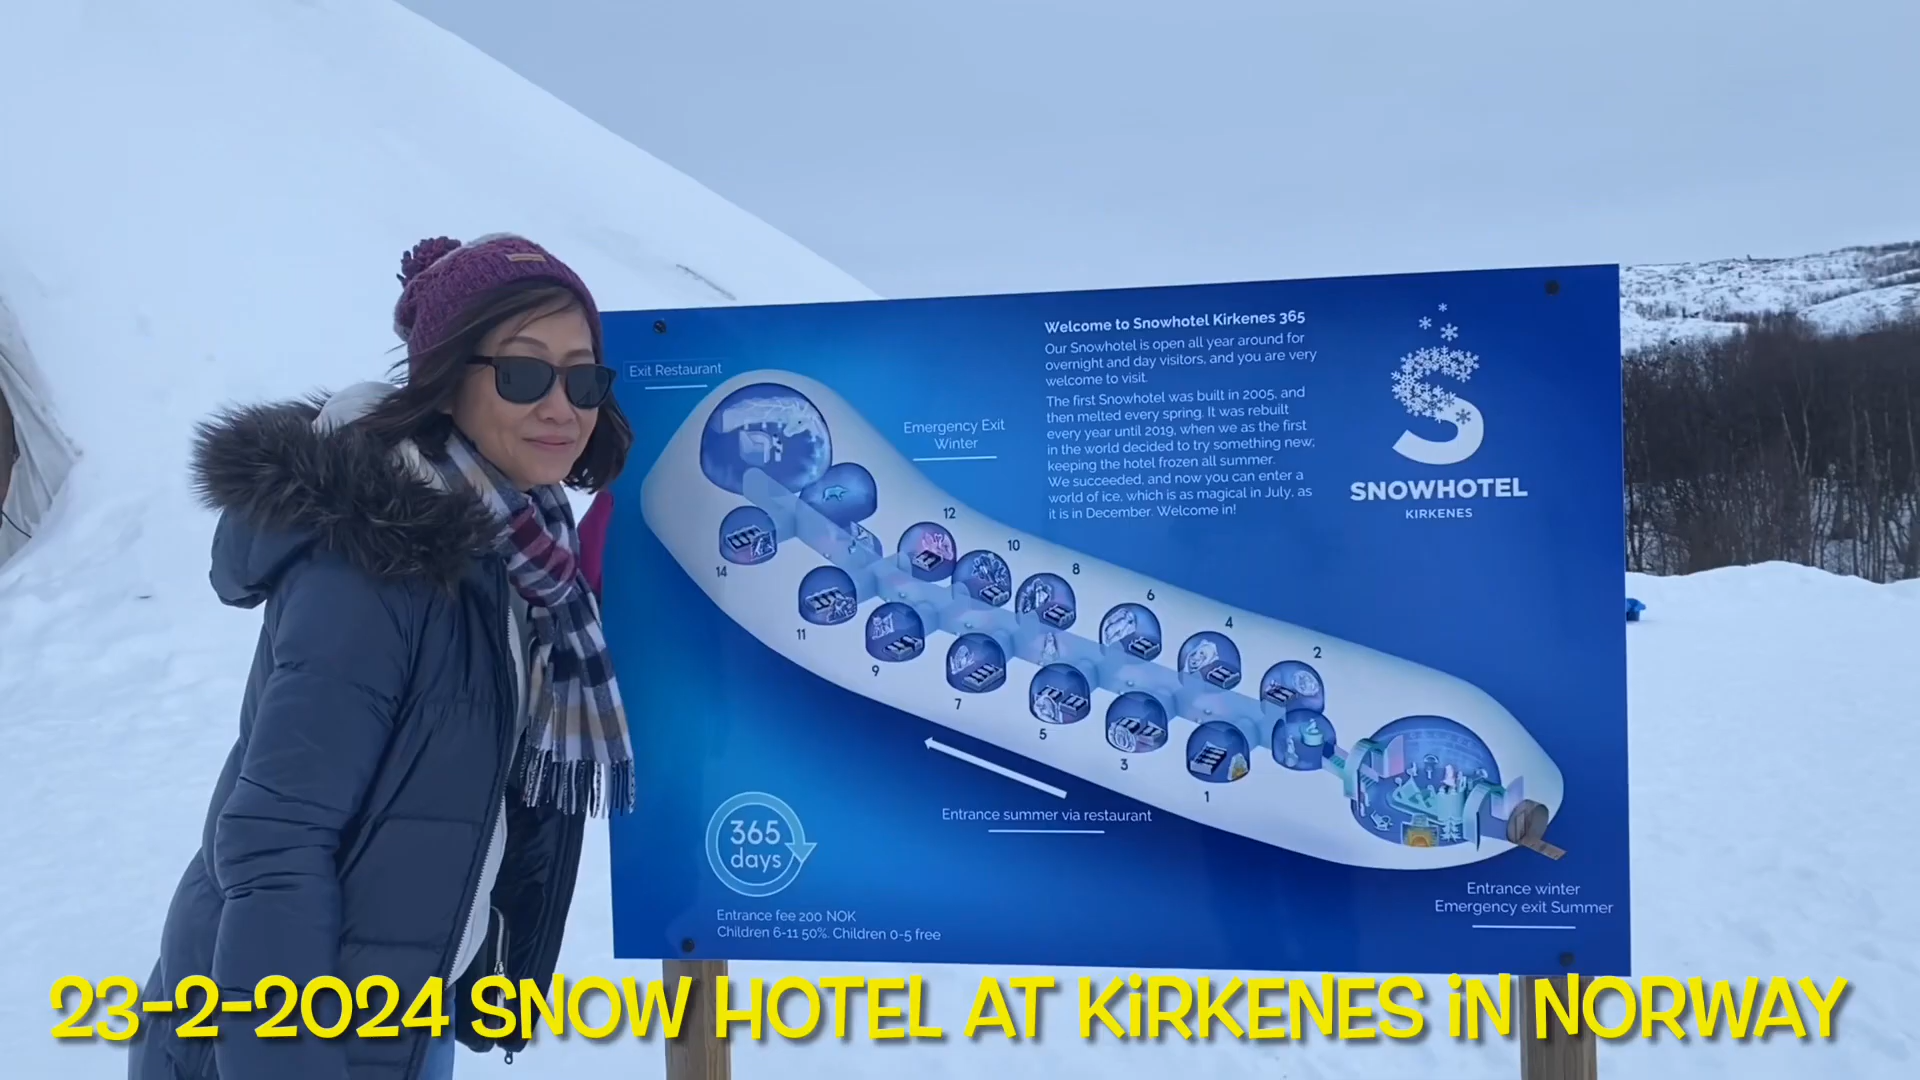 Welcome to Snowhotel Kirkenes 365
Our Snowhotel is open all year around for
overnight and day visitors, and you are very
welcome to visit.
The first Snowhotel was built in 2005, and
then melted every spring. It was rebuilt
every year until 2019, when we as the first
in the world decided to try something new;
keeping the hotel frozen all summer.
We succeeded, and now you can enter a
world of ice, which is as magical in July, as
it is in December. Welcome in!
SNOWHOTEL
KIRKENES
Exit Restaurant
Emergency Exit
Winter
12
10
8
6
4
2
14
11
9
7
5
3
1
Entrance summer via restaurant
365
days
Entrance fee 200 NOK
Children 6-11 50%. Children 0-5 free
Entrance winter
Emergency exit Summer
23-2-2024 SNOW HOTEL AT KiRKENES iN NORWAY